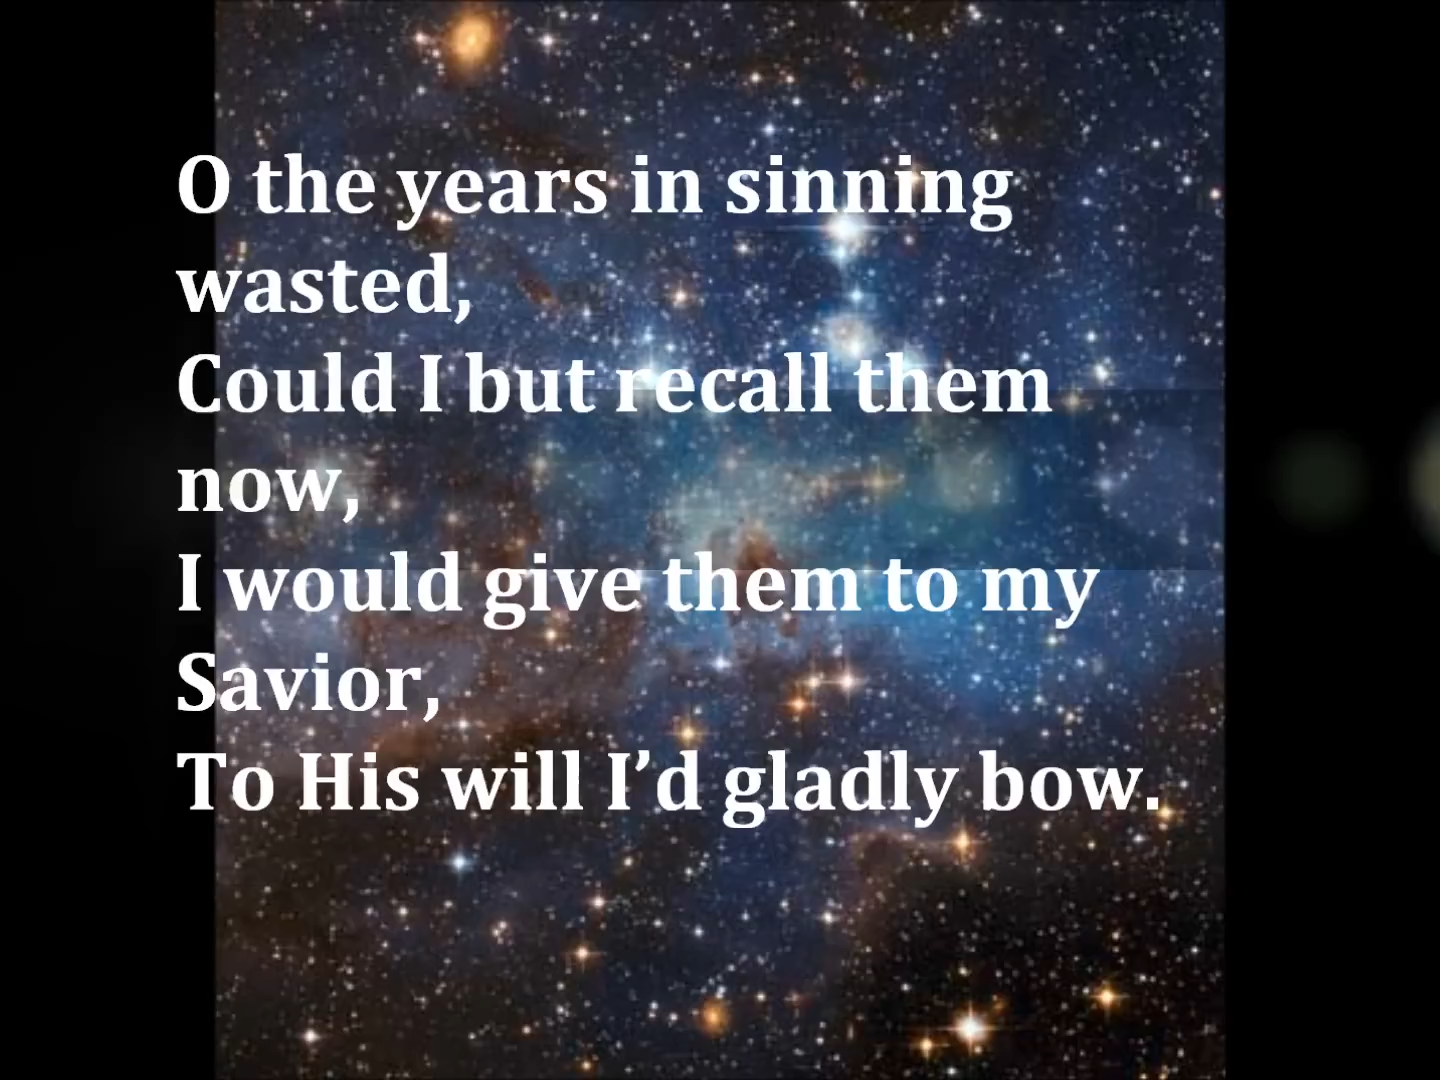 O the years in sinning
wasted,
Could I but recall them
now,
I would give them to my
Savior,
To His will I’d gladly bow.